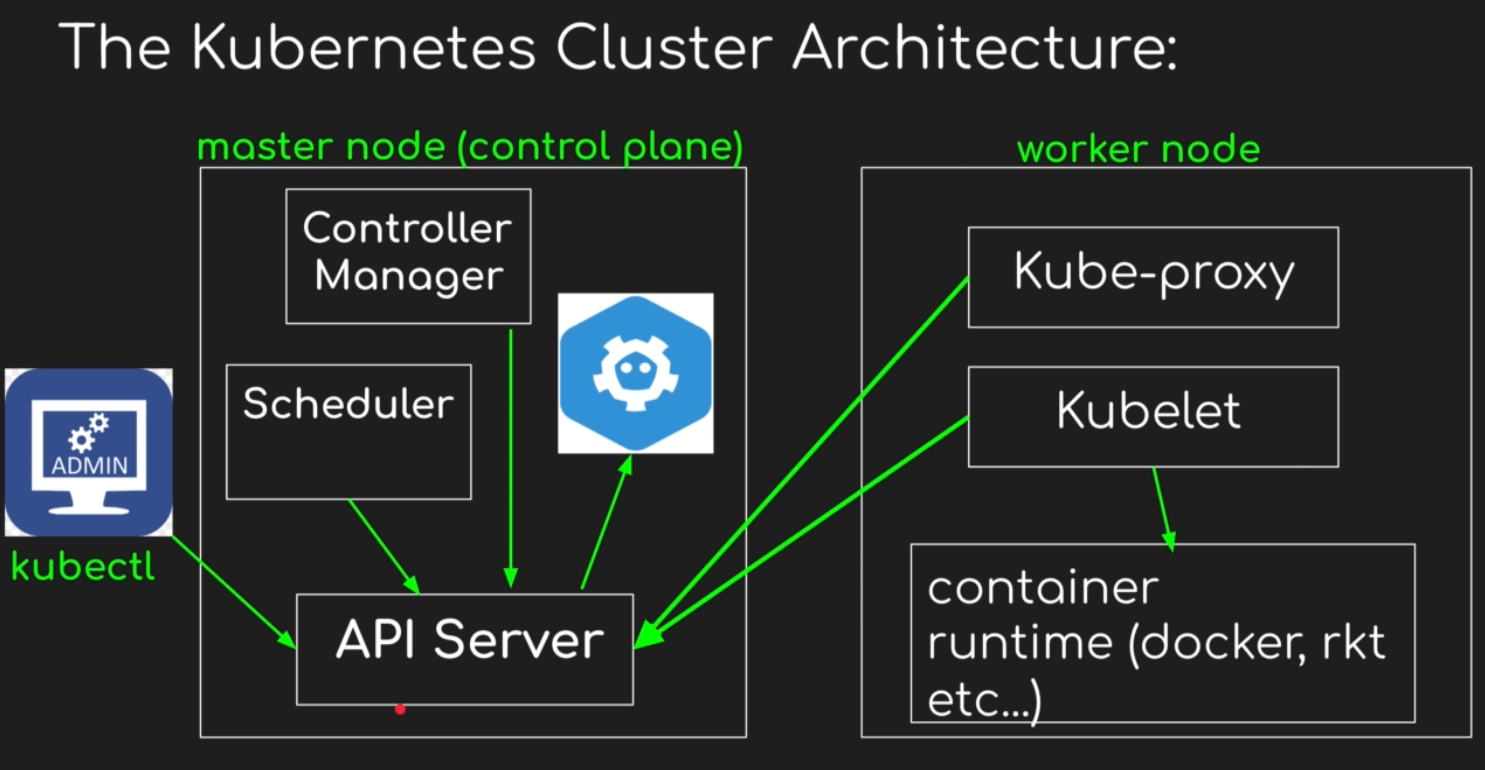 The Kubernetes Cluster Architecture:
master node (control plane)
worker node
Controller
Manager
Kube-proxy
Scheduler
Kubelet
ADMIN
kubectl
API Server
container
runtime (docker, rkt
etc...)